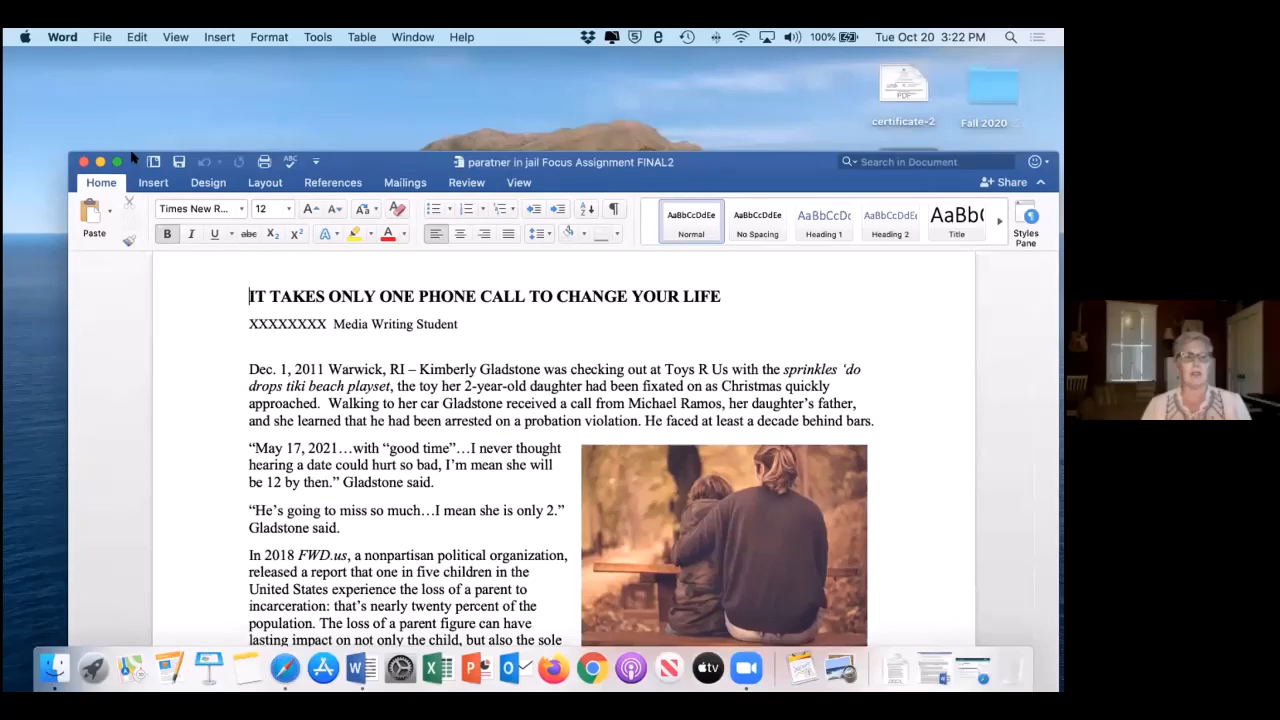 Word File Edit View Insert Format Tools Table Window Help 100% Tue Oct 20 3:22 PM
certificate-2 Fall 2020
PDF
paratner in jail Focus Assignment FINAL2 Search in Document
Home Insert Design Layout References Mailings Review View Share
Times New R... 12
AaBbCcDdEe AaBbCcDdEe AaBbCcDc AaBbCcDdEe AaBb(
Paste Normal No Spacing Heading 1 Heading 2 Title Styles Pane
B I U abc X₂ X² A A
IT TAKES ONLY ONE PHONE CALL TO CHANGE YOUR LIFE
XXXXXXXX Media Writing Student
Dec. 1, 2011 Warwick, RI – Kimberly Gladstone was checking out at Toys R Us with the sprinkles ‘do
drops tiki beach playset, the toy her 2-year-old daughter had been fixated on as Christmas quickly
approached. Walking to her car Gladstone received a call from Michael Ramos, her daughter’s father,
and she learned that he had been arrested on a probation violation. He faced at least a decade behind bars.
“May 17, 2021…with “good time”…I never thought
hearing a date could hurt so bad, I’m mean she will
be 12 by then.” Gladstone said.
“He’s going to miss so much…I mean she is only 2.”
Gladstone said.
In 2018 FWD.us, a nonpartisan political organization,
released a report that one in five children in the
United States experience the loss of a parent to
incarceration: that’s nearly twenty percent of the
population. The loss of a parent figure can have
lasting impact on not only the child, but also the sole
tv